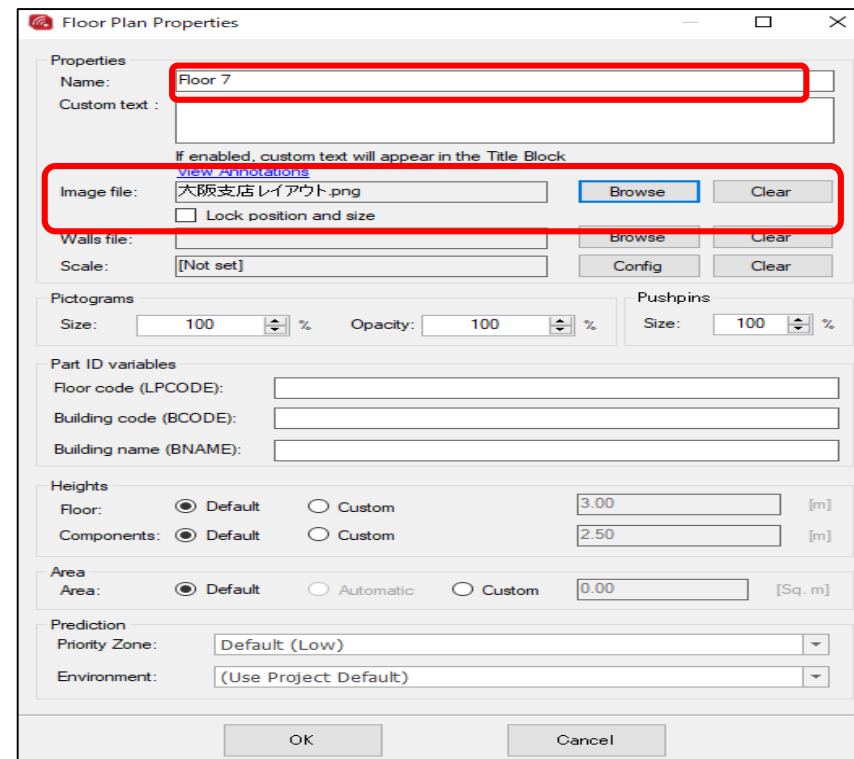 Floor Plan Properties
Properties
Name: Floor 7
Custom text :
If enabled, custom text will appear in the Title Block
View Annotations
Image file: 大阪支店レイアウト.png Browse Clear
Lock position and size
Walls file: Browse Clear
Scale: [Not set] Config Clear
Pictograms Pushpins
Size: 100 % Opacity: 100 % Size: 100 %
Part ID variables
Floor code (LPCODE):
Building code (BCODE):
Building name (BNAME):
Heights
Floor: Default Custom 3.00 [m]
Components: Default Custom 2.50 [m]
Area
Area: Default Automatic Custom 0.00 [Sq. m]
Prediction
Priority Zone: Default (Low)
Environment: (Use Project Default)
OK Cancel